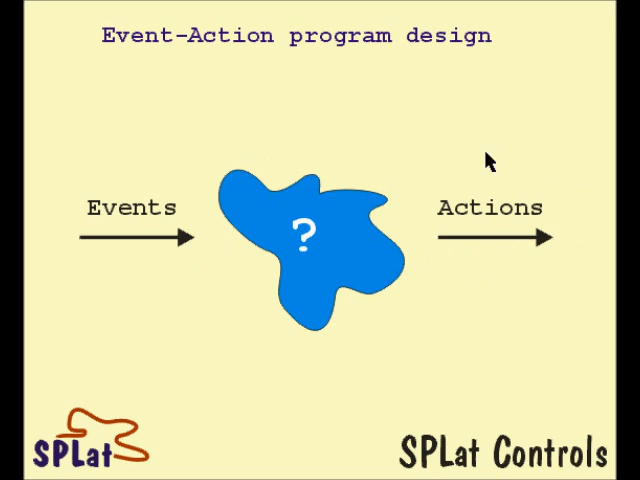 Event-Action program design
Events
?
Actions
SPLat
SPLat Controls